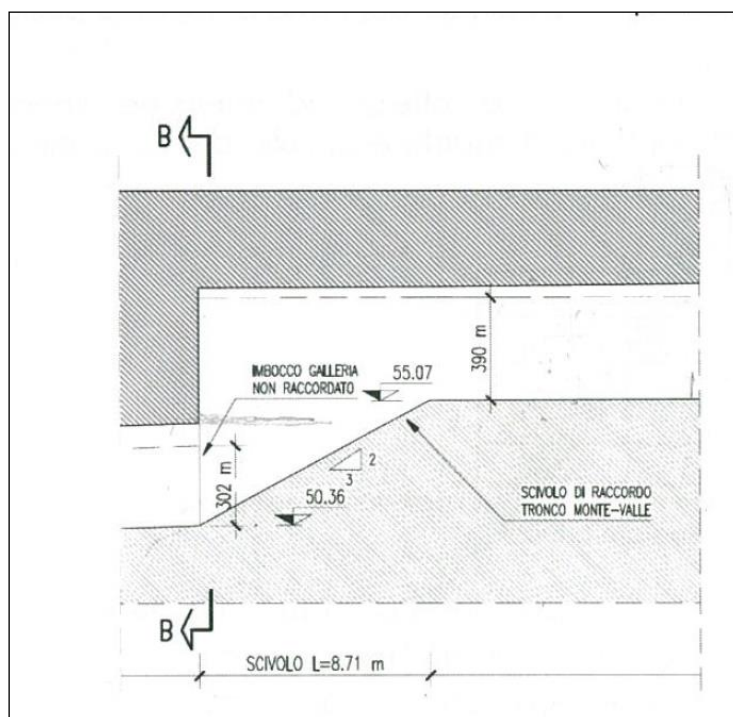 B
IMBOCCO GALLERIA
NON RACCORDATO
55.07
390 m
302 m
2
3
50.36
SCIVOLO DI RACCORDO
TRONCO MONTE-VALLE
B
SCIVOLO L=8.71 m